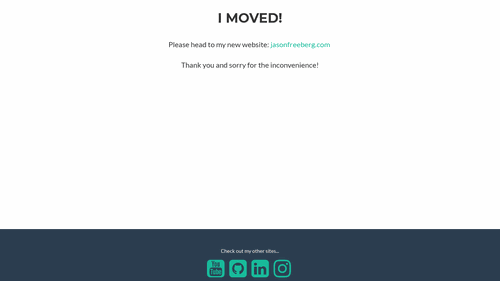 I MOVED!
Please head to my new website: jasonfreeberg.com
Thank you and sorry for the inconvenience!
Check out my other sites...
You
Tube
in